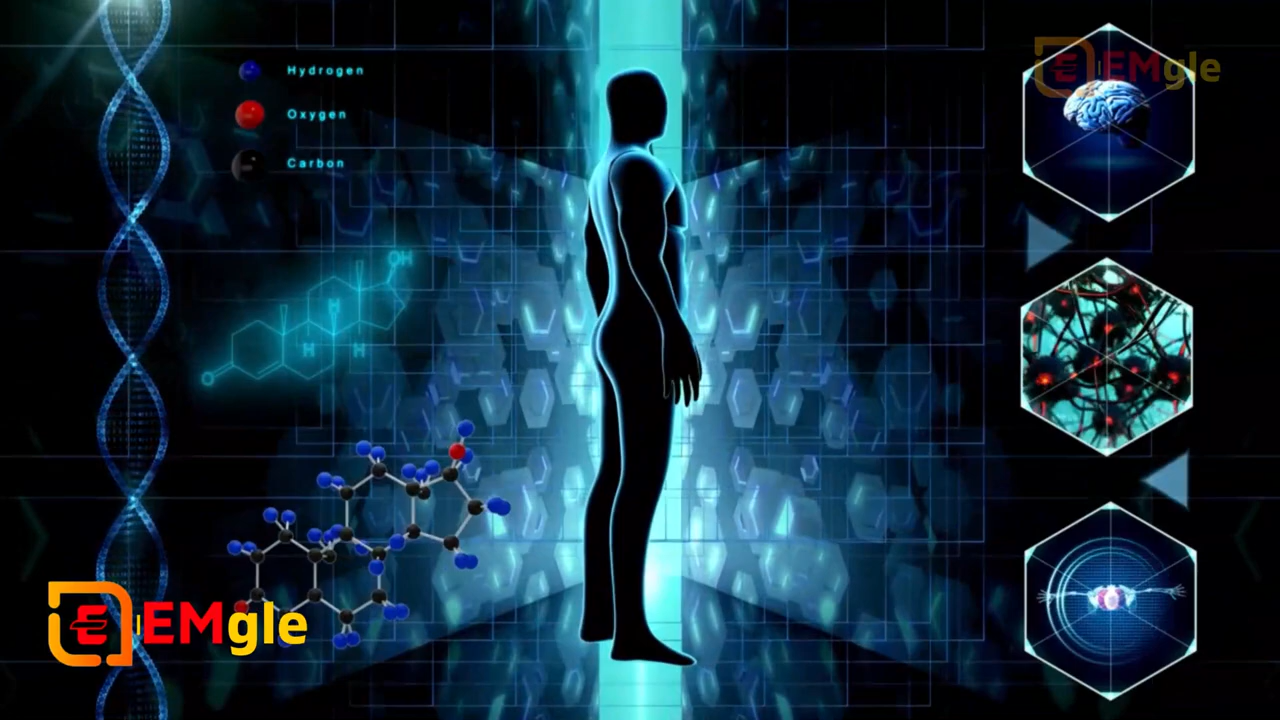 Hydrogen
Oxygen
Carbon
EMgle
OH
H
H
H
O
EMgle